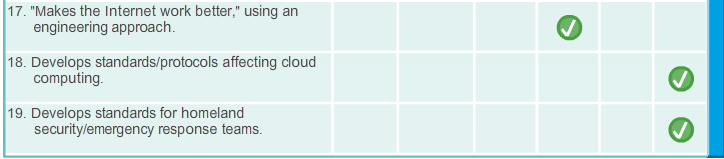 17. "Makes the Internet work better," using an
engineering approach.
18. Develops standards/protocols affecting cloud
computing.
19. Develops standards for homeland
security/emergency response teams.